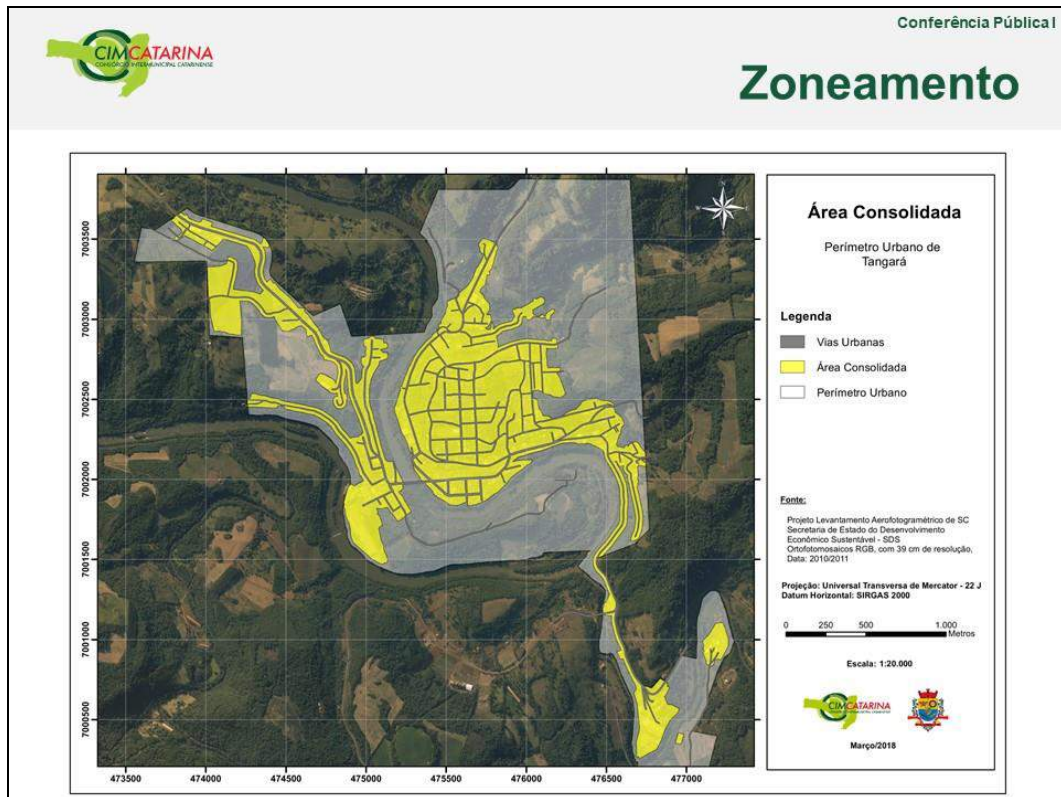 Conferência Pública I
CIMCATARINA
CONSÓRCIO INTERMUNICIPAL CATARINENSE
Zoneamento
7003500
7003000
7002500
7002000
7001500
7001000
7000500
473500 474000 474500 475000 475500 476000 476500 477000
Área Consolidada
Perímetro Urbano de
Tangará
Legenda
Vias Urbanas
Área Consolidada
Perímetro Urbano
Fonte:
Projeto Levantamento Aerofotogramétrico de SC
Secretaria de Estado do Desenvolvimento
Econômico Sustentável - SDS
Ortofotomosaicos RGB, com 39 cm de resolução,
Data: 2010/2011
Projeção: Universal Transversa de Mercator - 22 J
Datum Horizontal: SIRGAS 2000
0 250 500 1.000
Metros
Escala: 1:20.000
CIMCATARINA
Março/2018